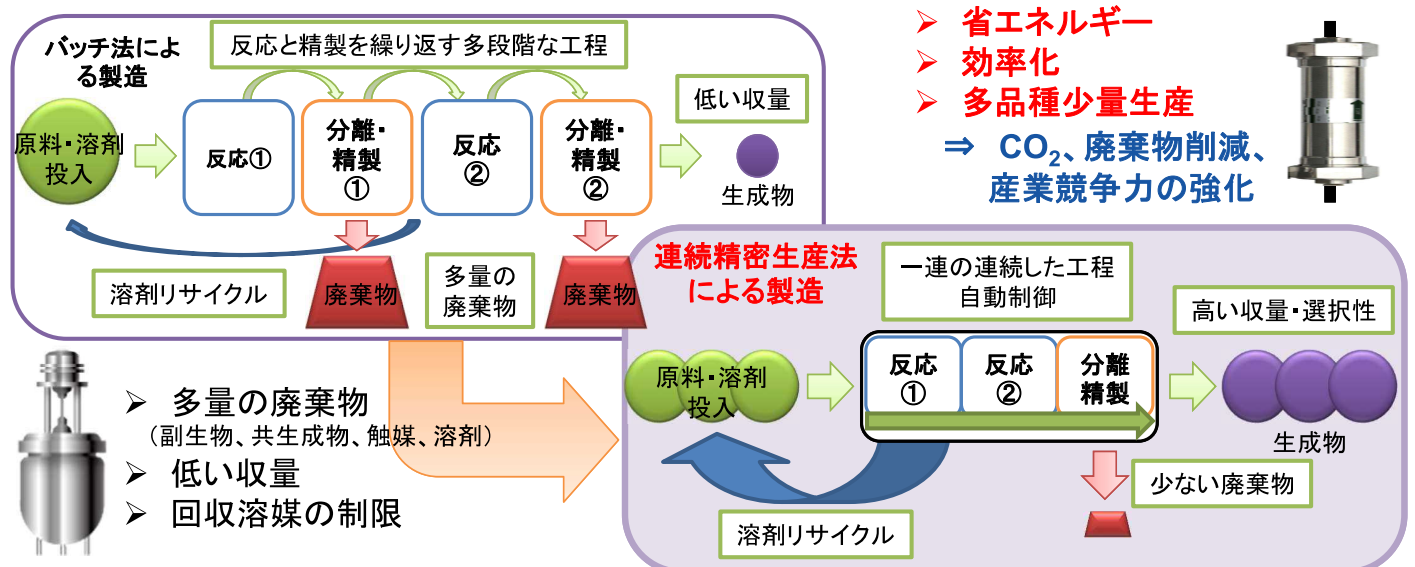 バッチ法によ
る製造
反応と精製を繰り返す多段階な工程
原料・溶剤
投入
反応①
分離・
精製
①
反応
②
分離・
精製
②
低い収量
生成物
溶剤リサイクル
廃棄物
多量の
廃棄物
廃棄物
➢ 省エネルギー
➢ 効率化
➢ 多品種少量生産
⇒ CO₂、廃棄物削減、
産業競争力の強化
➢ 多量の廃棄物
（副生物、共生成物、触媒、溶剤）
➢ 低い収量
➢ 回収溶媒の制限
連続精密生産法
による製造
一連の連続した工程
自動制御
高い収量・選択性
原料・溶剤
投入
反応
①
反応
②
分離
精製
生成物
少ない廃棄物
溶剤リサイクル